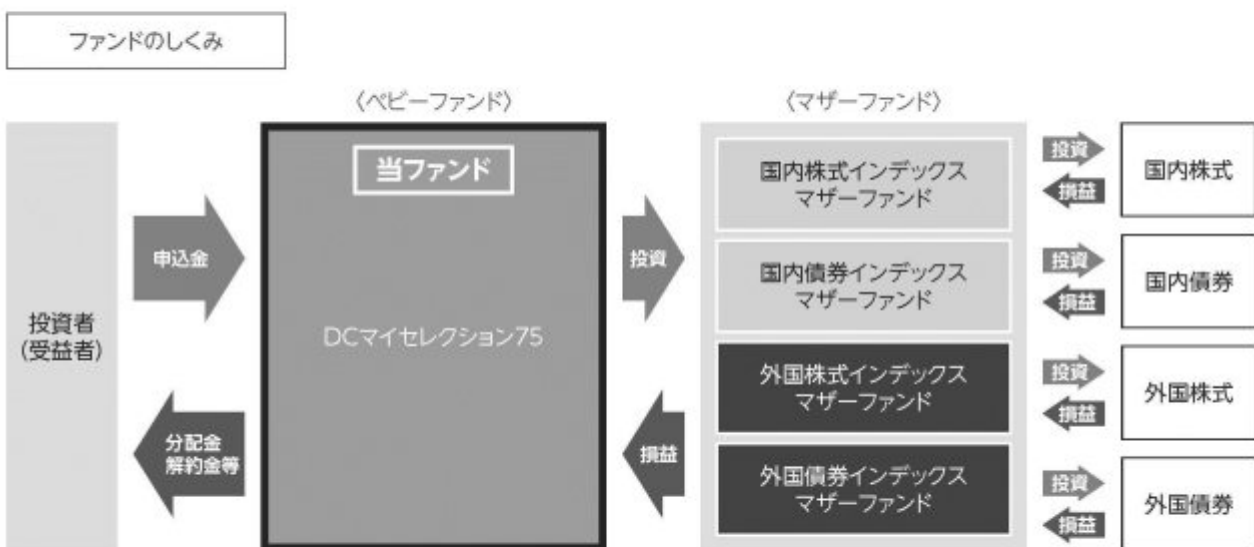 ファンドのしくみ
〈ベビーファンド〉
〈マザーファンド〉
投資者
(受益者)
申込金
分配金
解約金等
当ファンド
DCマイセレクション75
投資
損益
国内株式インデックス
マザーファンド
国内債券インデックス
マザーファンド
外国株式インデックス
マザーファンド
外国債券インデックス
マザーファンド
投資
損益
国内株式
投資
損益
国内債券
投資
損益
外国株式
投資
損益
外国債券